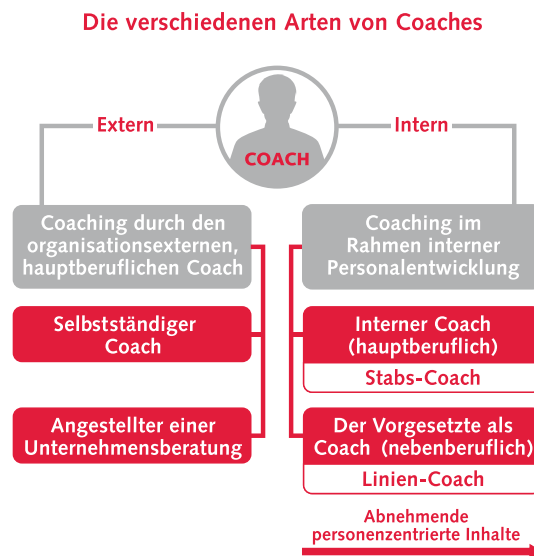 Die verschiedenen Arten von Coaches
Extern
Intern
COACH
Coaching durch den
organisationsexternen,
hauptberuflichen Coach
Selbstständiger
Coach
Angestellter einer
Unternehmensberatung
Coaching im
Rahmen interner
Personalentwicklung
Interner Coach
(hauptberuflich)
Stabs-Coach
Der Vorgesetzte als
Coach (nebenberuflich)
Linien-Coach
Abnehmende
personenzentrierte Inhalte